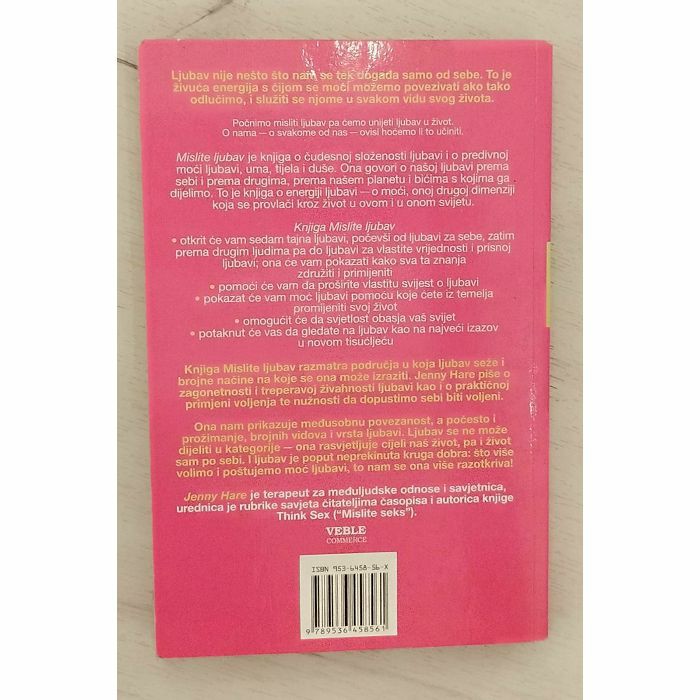 Ljubav nije nešto što nam se tek događa samo od sebe. To je
živuća energija s čijom se moći možemo povezivati ako tako
odlučimo, i služiti se njome u svakom vidu svog života.
Počnimo misliti ljubav pa ćemo unijeti ljubav u život.
O nama — o svakome od nas — ovisi hoćemo li to učiniti.
Mislite ljubav je knjiga o čudesnoj složenosti ljubavi i o predivnoj
moći ljubavi, uma, tijela i duše. Ona govori o našoj ljubavi prema
sebi i prema drugima, prema našem planetu i bićima s kojima ga
dijelimo. To je knjiga o energiji ljubavi — o moći, onoj drugoj dimenziji
koja se provlači kroz život u ovom i u onom svijetu.
Knjiga Mislite ljubav
• otkrit će vam sedam tajna ljubavi, počevši od ljubavi za sebe, zatim
prema drugim ljudima pa do ljubavi za vlastite vrijednosti i prisnoj
ljubavi; ona će vam pokazati kako sva ta znanja
združiti i primijeniti
• pomoći će vam da proširite vlastitu svijest o ljubavi
• pokazat će vam moć ljubavi pomoću koje ćete iz temelja
promijeniti svoj život
• omogućit će da svjetlost obasja vaš svijet
• potaknut će vas da gledate na ljubav kao na najveći izazov
u novom tisućljeću
Knjiga Mislite ljubav razmatra područja u koja ljubav seže i
brojne načine na koje se ona može izraziti. Jenny Hare piše o
zagonetnosti i treperavoj živahnosti ljubavi kao i o praktičnoj
primjeni voljenja te nužnosti da dopustimo sebi biti voljeni.
Ona nam prikazuje međusobnu povezanost, a počesto i
prožimanje, brojnih vidova i vrsta ljubavi. Ljubav se ne može
dijeliti u kategorije — ona rasvjetljuje cijeli naš život, pa i život
sam po sebi. I ljubav je poput neprekinuta kruga dobra: što više
volimo i poštujemo moć ljubavi, to nam se ona više razotkriva!
Jenny Hare je terapeut za međuljudske odnose i savjetnica,
urednica je rubrike savjeta čitateljima časopisa i autorica knjige
Think Sex ("Mislite seks").
VEBLE
COMMERCE
ISBN 953-6458-56-X
9 789536 458561